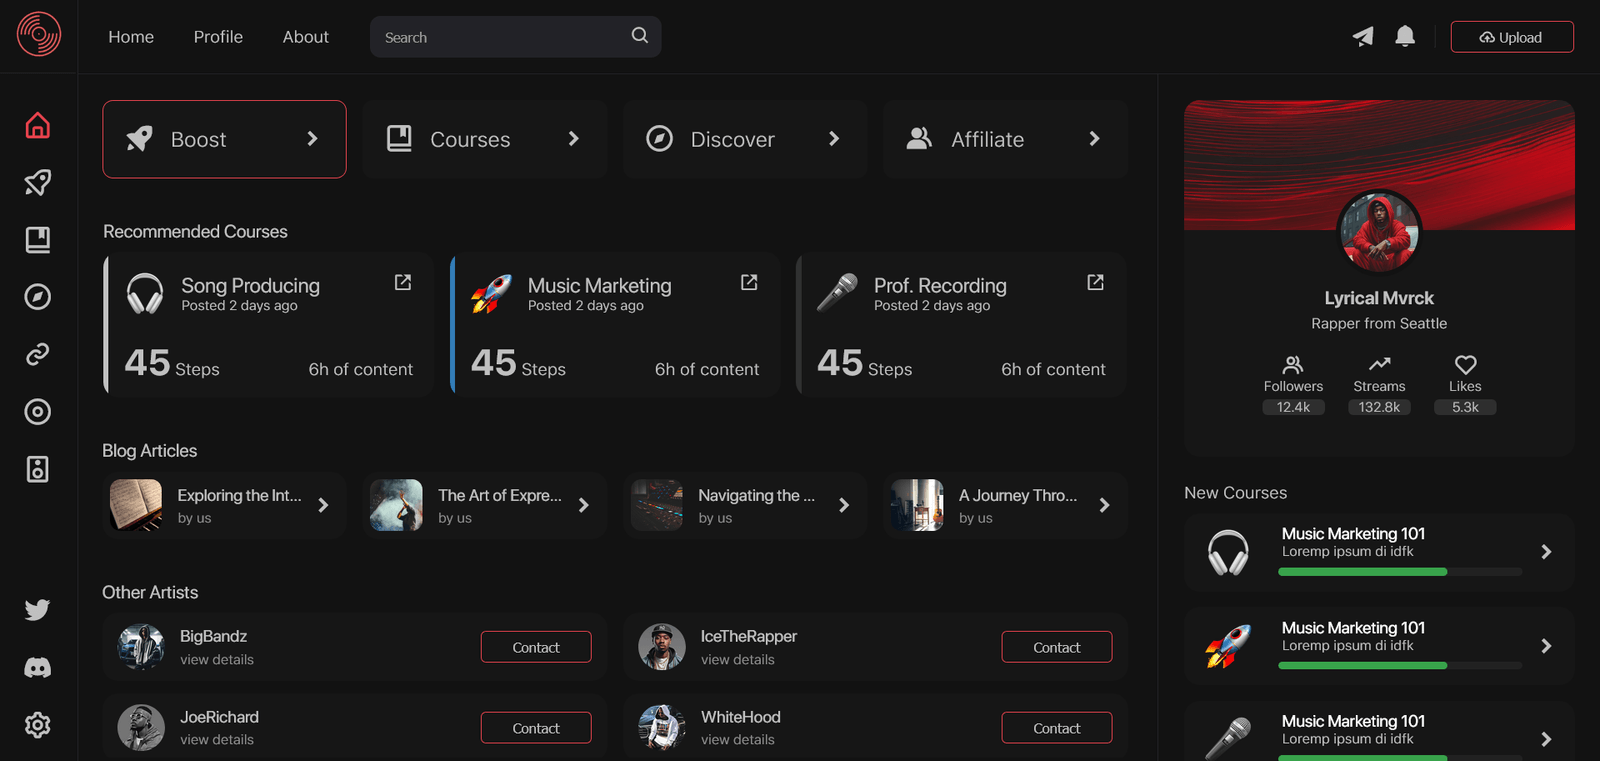 Home Profile About Search Upload
Boost Courses Discover Affiliate
Recommended Courses
Song Producing
Posted 2 days ago
45 Steps 6h of content
Music Marketing
Posted 2 days ago
45 Steps 6h of content
Prof. Recording
Posted 2 days ago
45 Steps 6h of content
Blog Articles
Exploring the Int...
by us
The Art of Expre...
by us
Navigating the ...
by us
A Journey Thro...
by us
Other Artists
BigBandz
view details
Contact
IceTheRapper
view details
Contact
JoeRichard
view details
Contact
WhiteHood
view details
Contact
Lyrical Mvrck
Rapper from Seattle
Followers Streams Likes
12.4k 132.8k 5.3k
New Courses
Music Marketing 101
Loremp ipsum di idfk
Music Marketing 101
Loremp ipsum di idfk
Music Marketing 101
Loremp ipsum di idfk